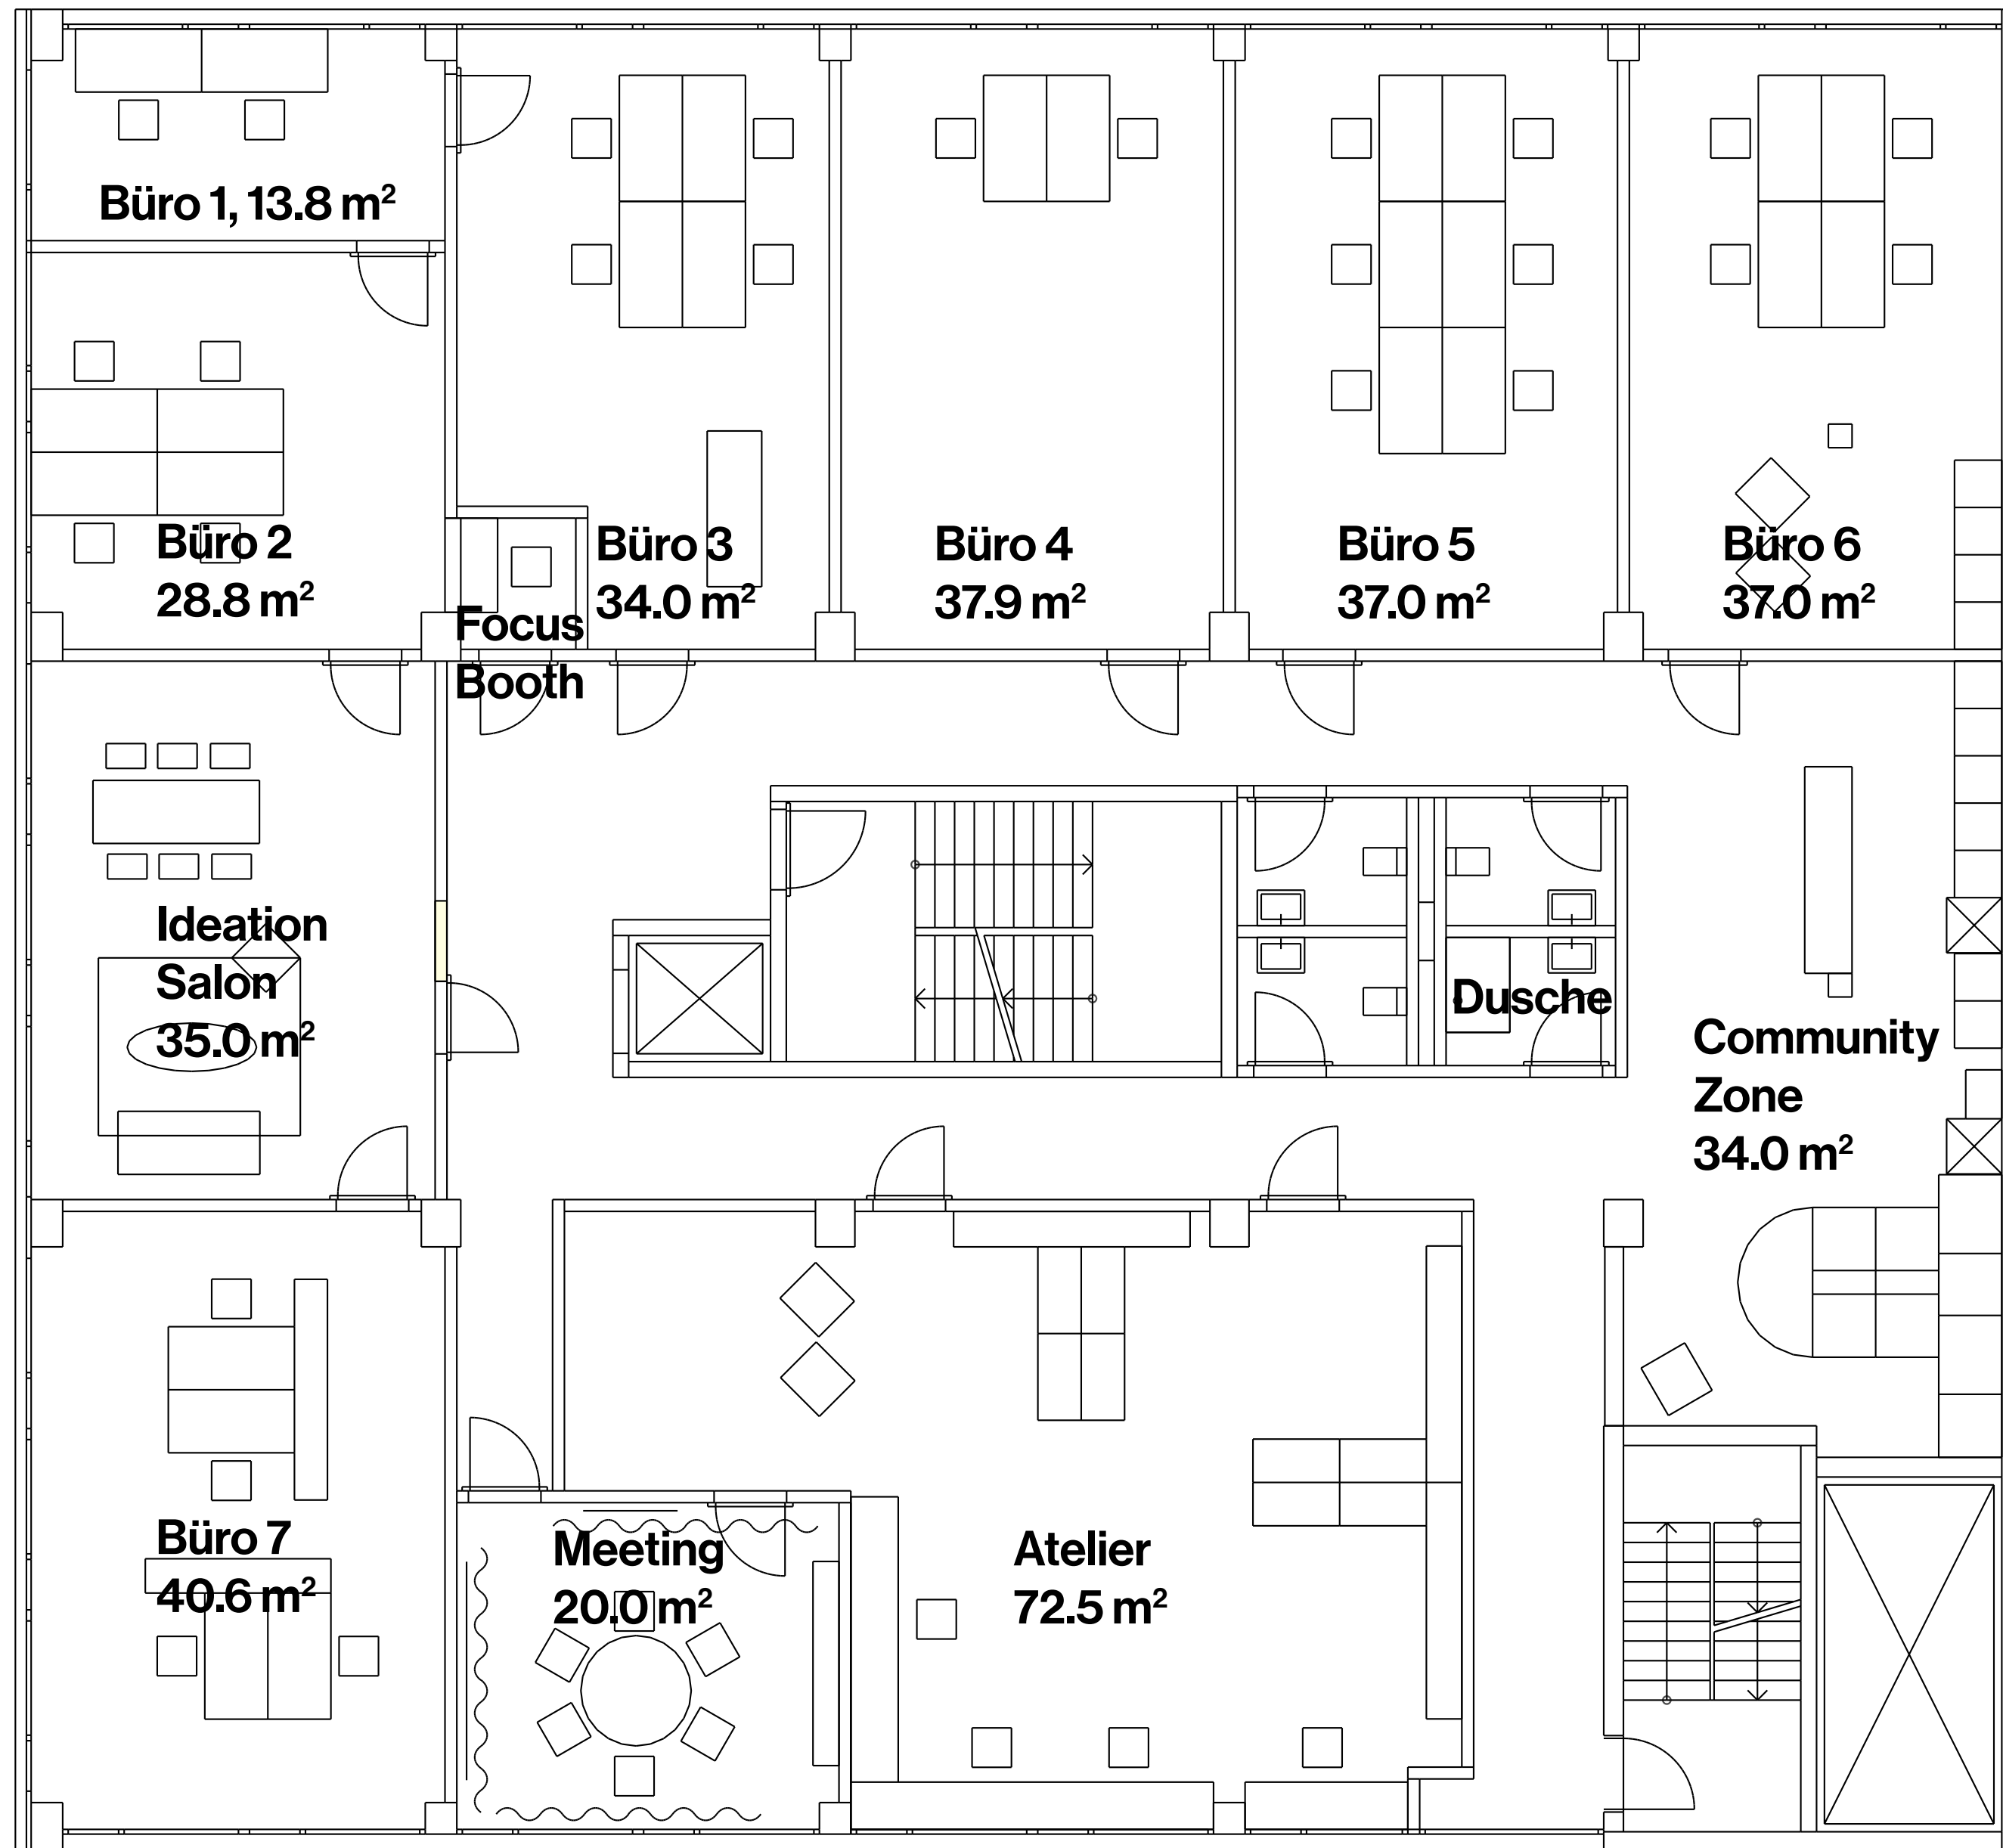 Büro 1, 13.8 m²
Büro 2
28.8 m²
Büro 3
34.0 m²
Büro 4
37.9 m²
Büro 5
37.0 m²
Büro 6
37.0 m²
Focus
Booth
Ideation
Salon
35.0 m²
Dusche
Community
Zone
34.0 m²
Büro 7
40.6 m²
Meeting
20.0 m²
Atelier
72.5 m²